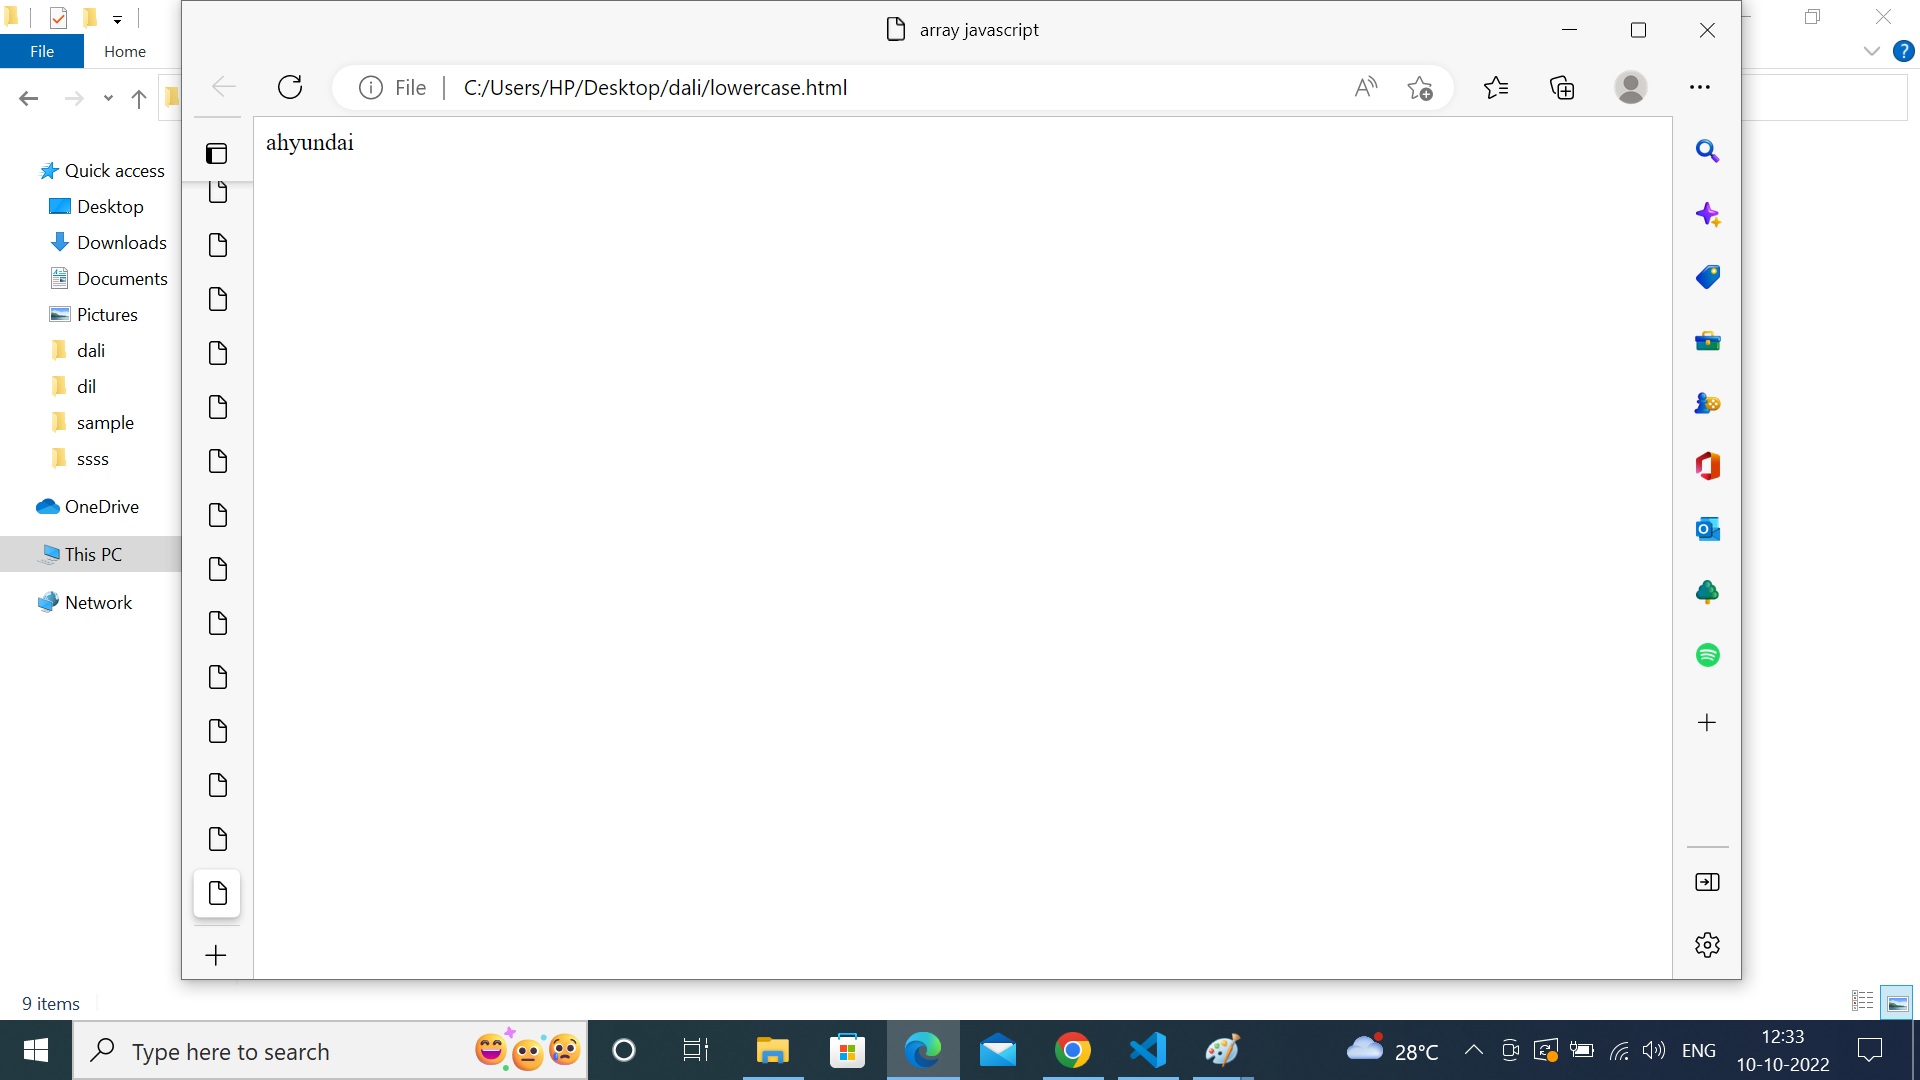 array javascript
File
Home
File
C:/Users/HP/Desktop/dali/lowercase.html
ahyundai
Quick access
Desktop
Downloads
Documents
Pictures
dali
dil
sample
ssss
OneDrive
This PC
Network
9 items
Type here to search
28°C
ENG
12:33
10-10-2022